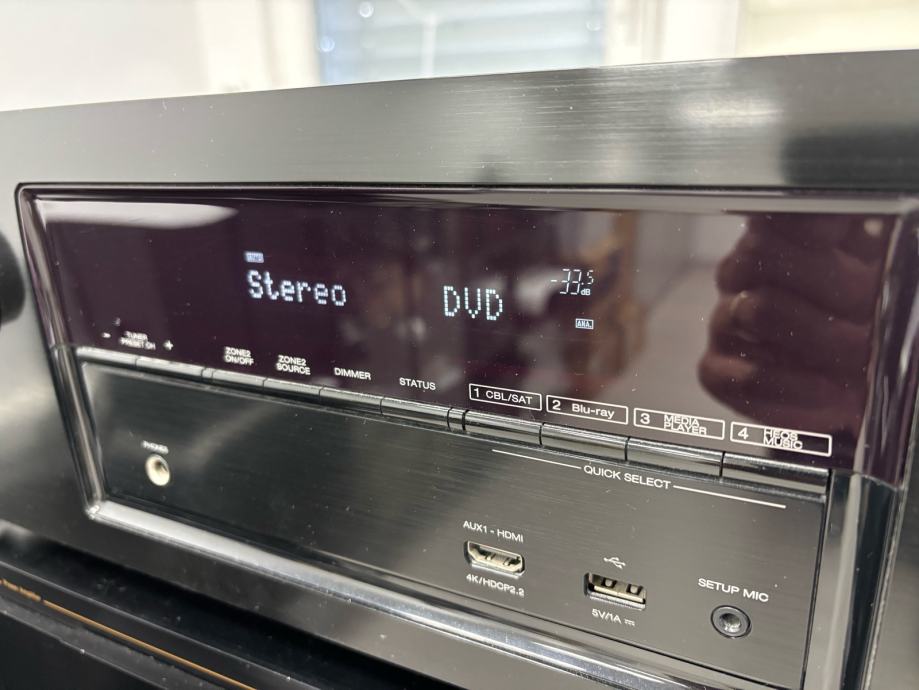 Stereo
DVD
-33.5 dB
ANA.
- TUNER PRESET CH +
ZONE2
ON/OFF
ZONE2
SOURCE
DIMMER
STATUS
1 CBL/SAT
2 Blu-ray
3 MEDIA
PLAYER
4 HEOS
MUSIC
QUICK SELECT
PHONES
AUX1 - HDMI
4K/HDCP2.2
5V/1A
SETUP MIC